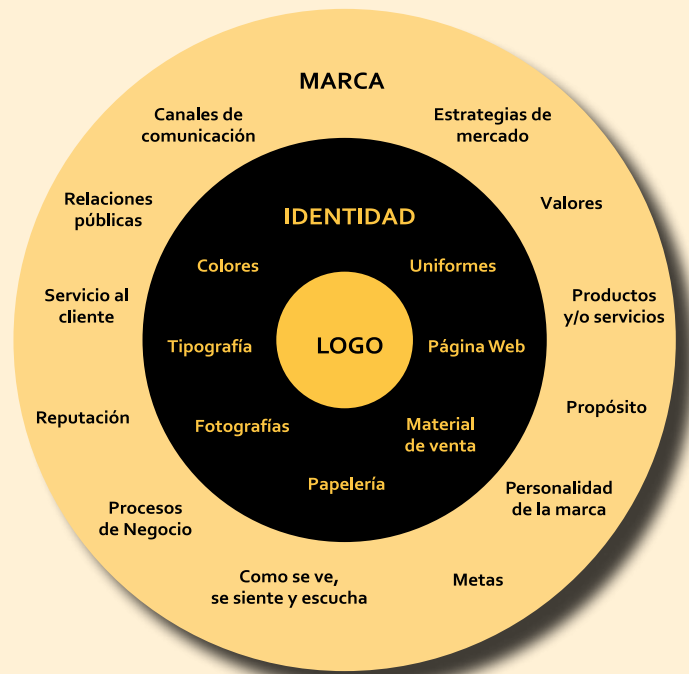 MARCA
Canales de
comunicación
Estrategias de
mercado
Relaciones
públicas
Valores
Servicio al
cliente
Productos
y/o servicios
Reputación
Propósito
Procesos
de Negocio
Personalidad
de la marca
Como se ve,
se siente y escucha
Metas
IDENTIDAD
Colores
Uniformes
Tipografía
Página Web
Fotografías
Material
de venta
Papelería
LOGO